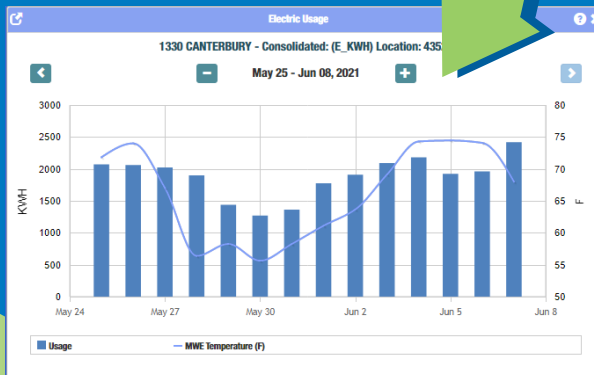 Electric Usage
1330 CANTERBURY - Consolidated: (E_KWH) Location:
May 25 - Jun 08, 2021
3000 80
2500 75
2000 70
1500 65
1000 60
500 55
0 50
KWH
F
May 24 May 27 May 30 Jun 2 Jun 5 Jun 8
Usage MWE Temperature (F)